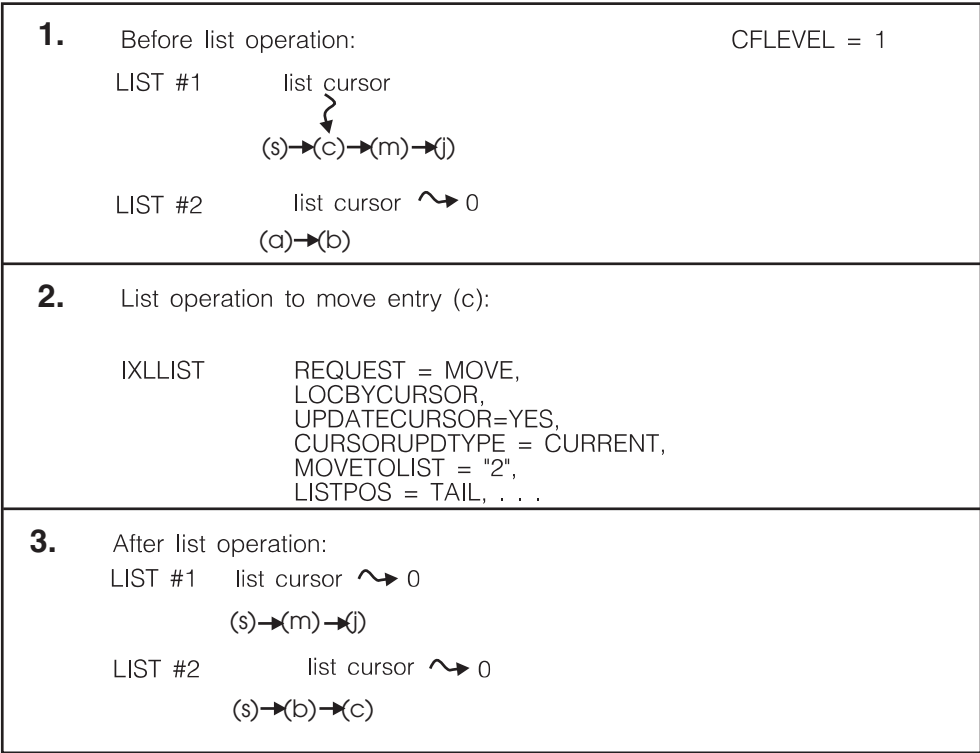 1. Before list operation: CFLEVEL = 1
LIST #1 list cursor
(s)→(c)→(m)→(j)
LIST #2 list cursor → 0
(a)→(b)
2. List operation to move entry (c):
IXLLIST REQUEST = MOVE,
LOCBYCURSOR,
UPDATECURSOR=YES,
CURSORUPDTYPE = CURRENT,
MOVETOLIST = "2",
LISTPOS = TAIL, . . .
3. After list operation:
LIST #1 list cursor → 0
(s)→(m)→(j)
LIST #2 list cursor → 0
(s)→(b)→(c)